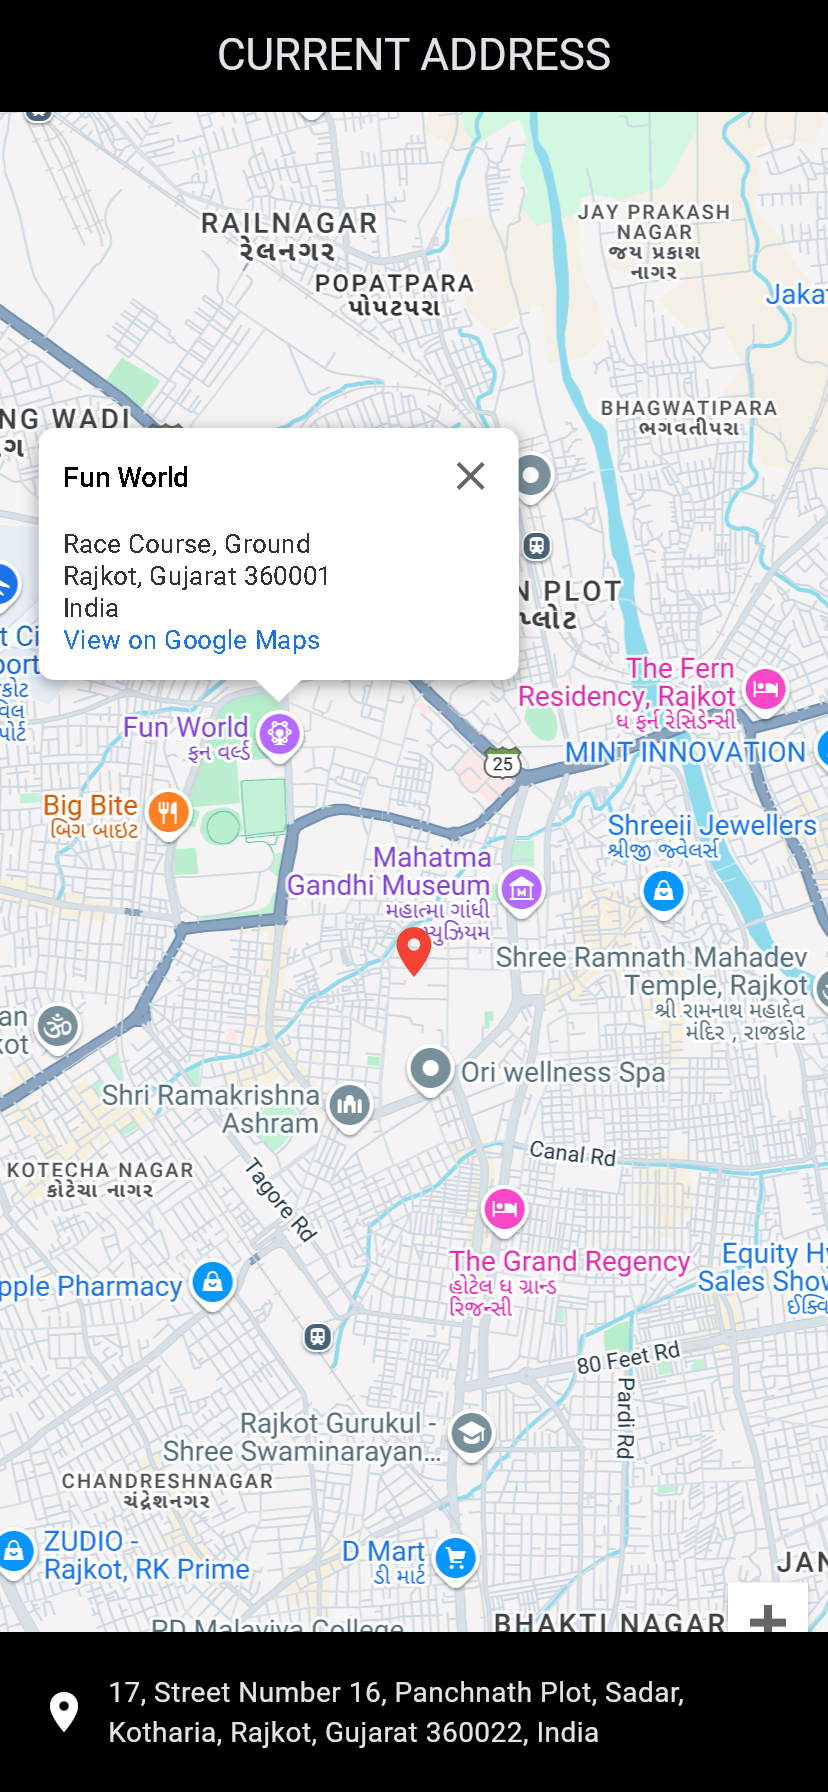 CURRENT ADDRESS
RAILNAGAR
રેલનગર
POPATPARA
પોપટપરા
JAY PRAKASH
NAGAR
જય પ્રકાશ
નાગર
BHAGWATIPARA
ભગવતીપરા
WADI
Fun World
Race Course, Ground
Rajkot, Gujarat 360001
India
View on Google Maps
PLOT
પ્લોટ
The Fern
Residency, Rajkot
ધ ફર્ન રેસિડેન્સી
Fun World
ફન વર્લ્ડ
25
MINT INNOVATION
Big Bite
બિગ બાઇટ
Shreeji Jewellers
શ્રીજી જ્વેલર્સ
Mahatma
Gandhi Museum
મહાત્મા ગાંધી
મ્યુઝિયમ
Shree Ramnath Mahadev
Temple, Rajkot
શ્રી રામનાથ મહાદેવ
મંદિર , રાજકોટ
Ori wellness Spa
Shri Ramakrishna
Ashram
Canal Rd
KOTECHA NAGAR
કોટેચા નાગર
Tagore Rd
The Grand Regency
હોટેલ ધ ગ્રાન્ડ
રિજન્સી
Equity
Sales
Pharmacy
80 Feet Rd
Pardi Rd
Rajkot Gurukul -
Shree Swaminarayan...
CHANDRESHNAGAR
ચંદ્રેશનગર
ZUDIO -
Rajkot, RK Prime
D Mart
ડી માર્ટ
PD Malaviya College
BHAKTI NAGAR
17, Street Number 16, Panchnath Plot, Sadar,
Kotharia, Rajkot, Gujarat 360022, India